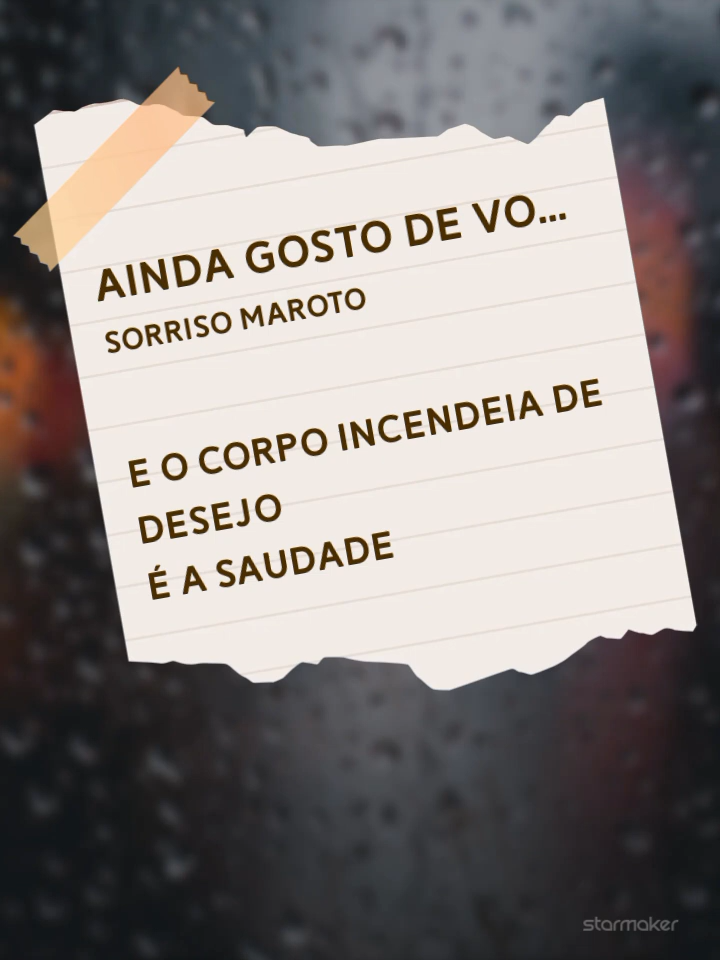 AINDA GOSTO DE VO...
SORRISO MAROTO
E O CORPO INCENDEIA DE
DESEJO
É A SAUDADE
starmaker